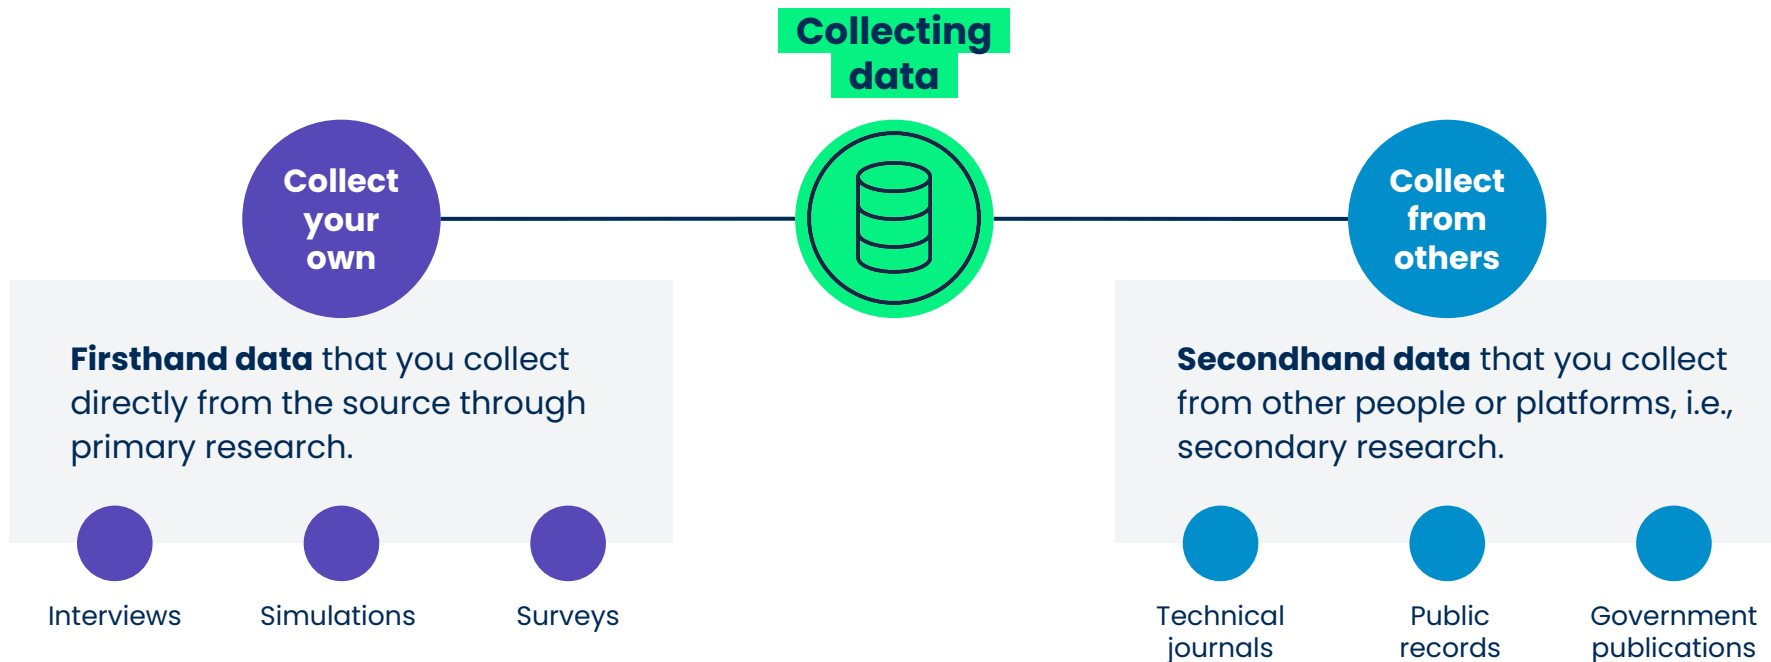 Collecting
data
Collect
your
own
Firsthand data that you collect
directly from the source through
primary research.
Interviews
Simulations
Surveys
Collect
from
others
Secondhand data that you collect
from other people or platforms, i.e.,
secondary research.
Technical
journals
Public
records
Government
publications